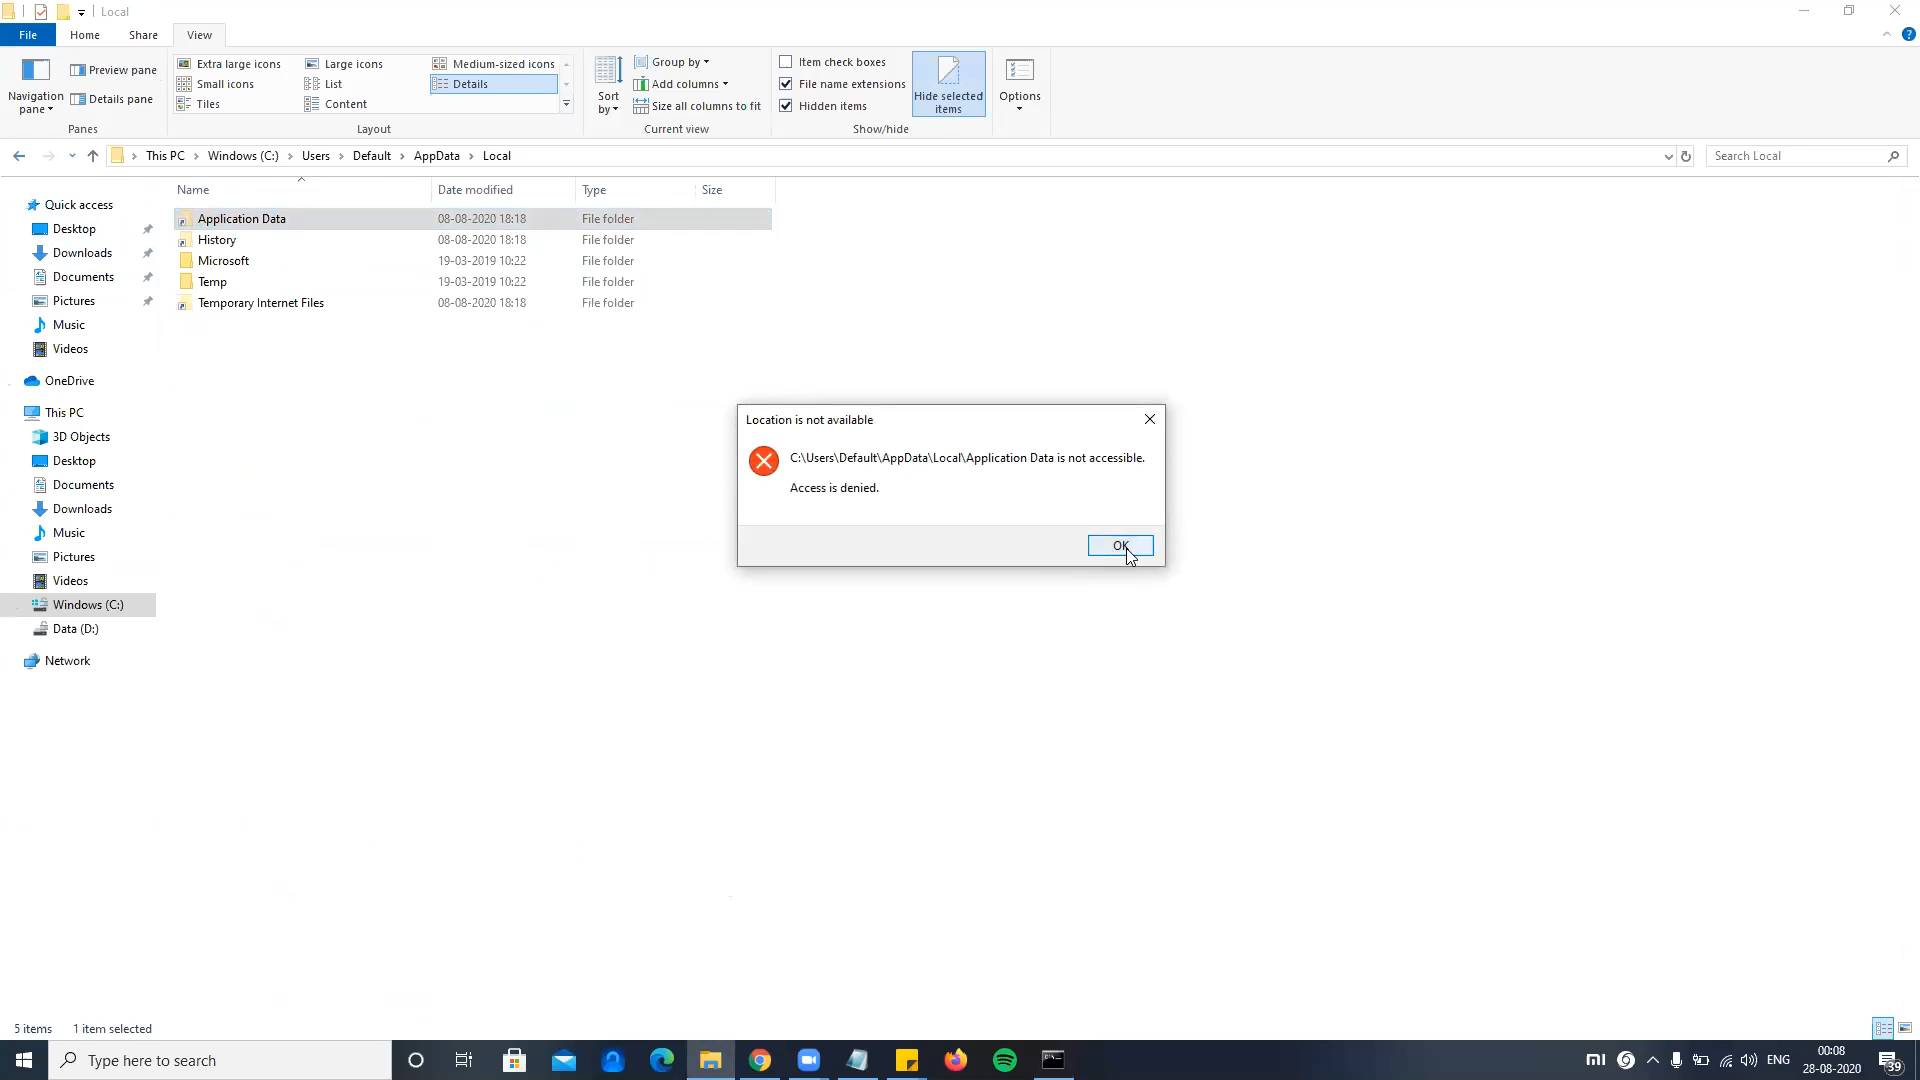 Local
File
Home
Share
View
Navigation pane
Preview pane
Details pane
Panes
Extra large icons
Large icons
Medium-sized icons
Small icons
List
Details
Tiles
Content
Layout
Sort by
Group by
Add columns
Size all columns to fit
Current view
Item check boxes
File name extensions
Hidden items
Hide selected items
Show/hide
Options
This PC > Windows (C:) > Users > Default > AppData > Local
Search Local
Quick access
Desktop
Downloads
Documents
Pictures
Music
Videos
OneDrive
This PC
3D Objects
Desktop
Documents
Downloads
Music
Pictures
Videos
Windows (C:)
Data (D:)
Network
Name Date modified Type Size
Application Data 08-08-2020 18:18 File folder
History 08-08-2020 18:18 File folder
Microsoft 19-03-2019 10:22 File folder
Temp 19-03-2019 10:22 File folder
Temporary Internet Files 08-08-2020 18:18 File folder
Location is not available
C:\Users\Default\AppData\Local\Application Data is not accessible.
Access is denied.
OK
5 items 1 item selected
Type here to search
mi
ENG
00:08
28-08-2020
39